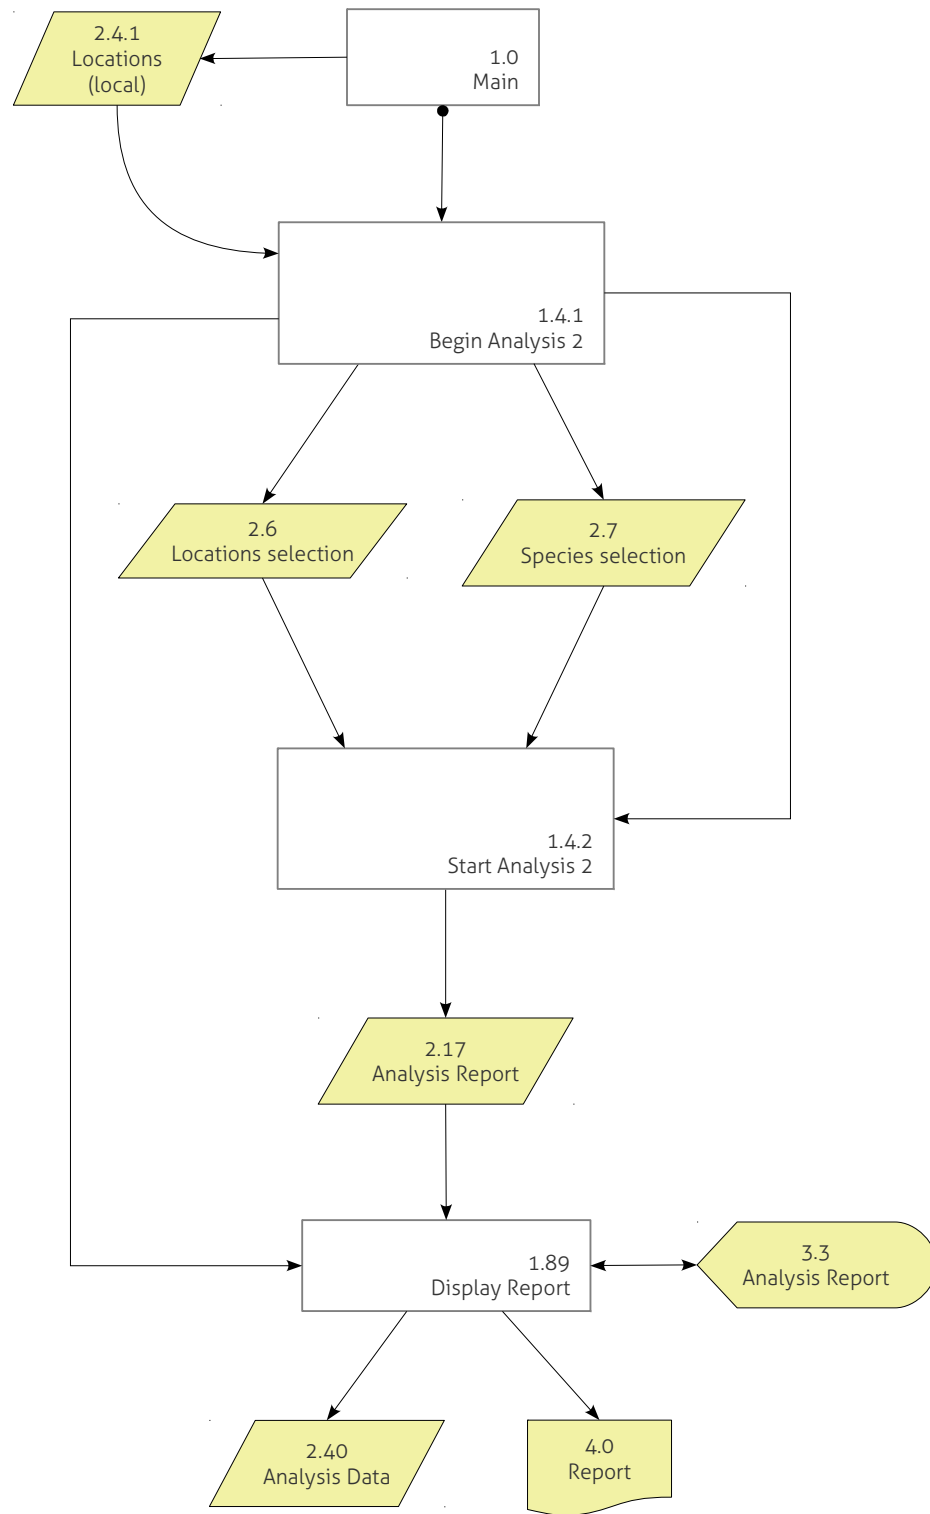 2.4.1
Locations
(local)
1.0
Main
1.4.1
Begin Analysis 2
2.6
Locations selection
2.7
Species selection
1.4.2
Start Analysis 2
2.17
Analysis Report
1.89
Display Report
3.3
Analysis Report
2.40
Analysis Data
4.0
Report